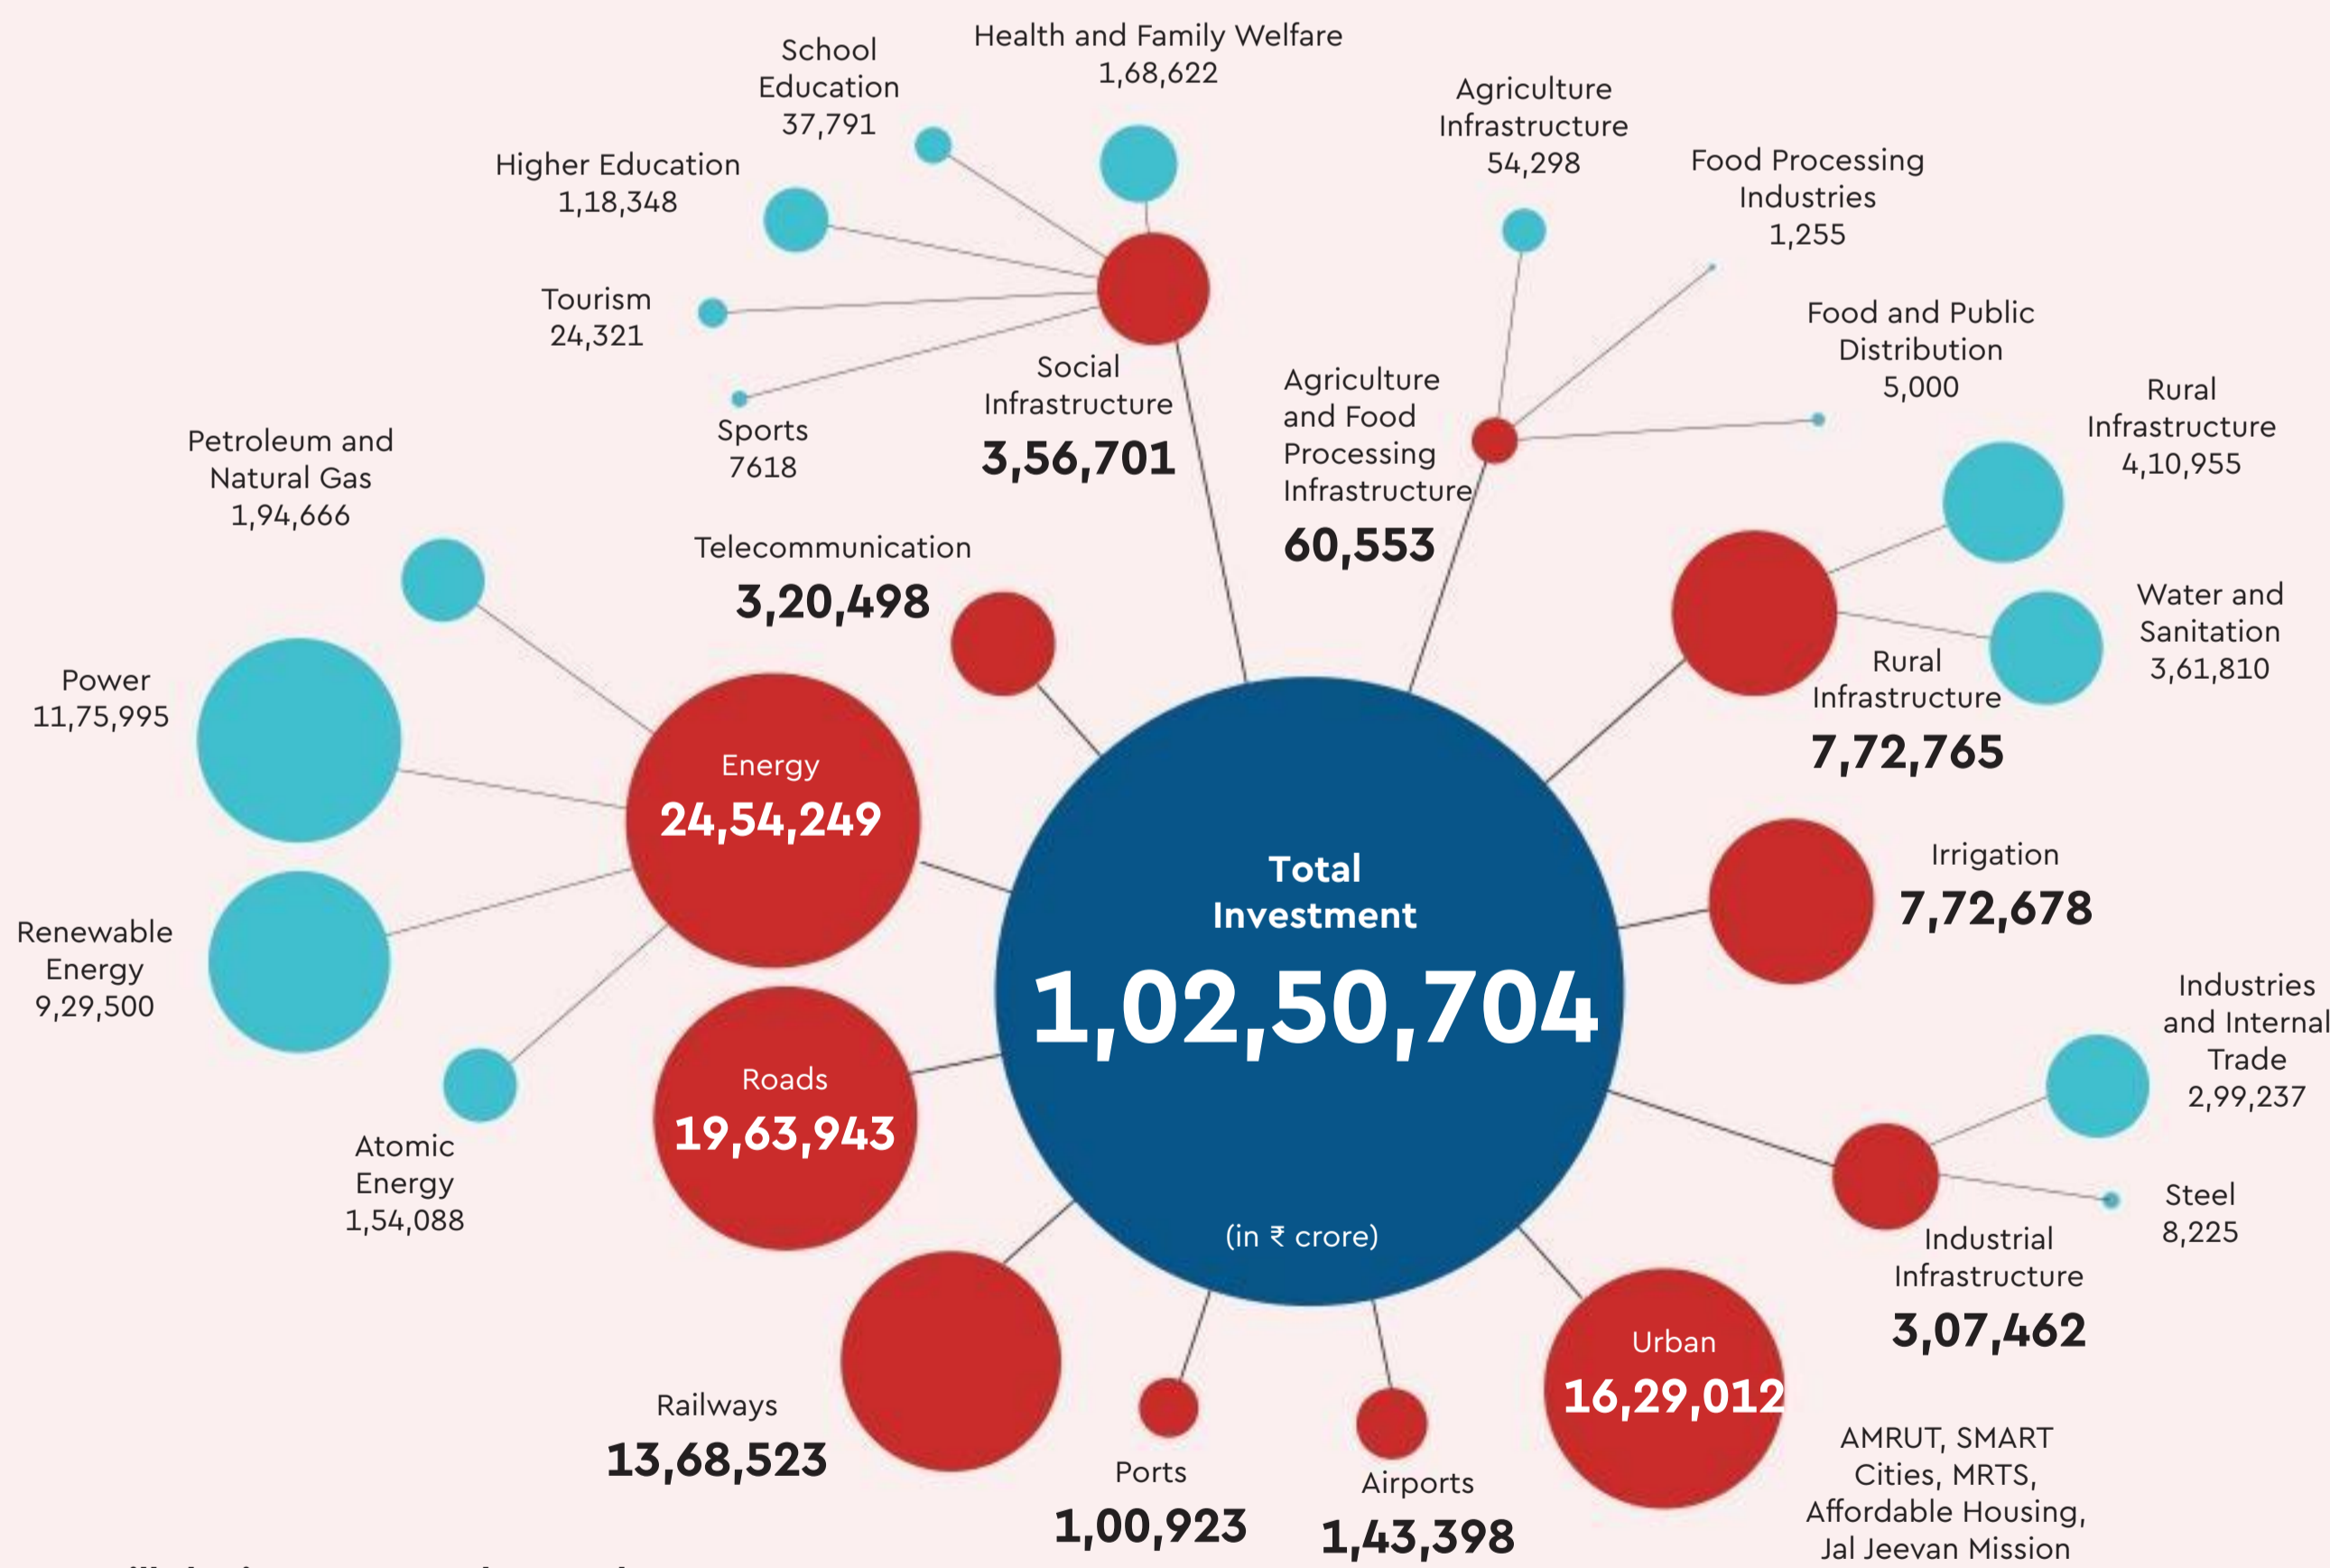 Health and Family Welfare
1,68,622
School
Education
37,791
Higher Education
1,18,348
Tourism
24,321
Sports
7618
Social
Infrastructure
3,56,701
Agriculture
Infrastructure
54,298
Food Processing
Industries
1,255
Food and Public
Distribution
5,000
Agriculture
and Food
Processing
Infrastructure
60,553
Rural
Infrastructure
4,10,955
Water and
Sanitation
3,61,810
Rural
Infrastructure
7,72,765
Petroleum and
Natural Gas
1,94,666
Power
11,75,995
Renewable
Energy
9,29,500
Atomic
Energy
1,54,088
Energy
24,54,249
Telecommunication
3,20,498
Total
Investment
1,02,50,704
(in ₹ crore)
Irrigation
7,72,678
Industries
and Internal
Trade
2,99,237
Steel
8,225
Industrial
Infrastructure
3,07,462
Roads
19,63,943
Railways
13,68,523
Ports
1,00,923
Airports
1,43,398
Urban
16,29,012
AMRUT, SMART
Cities, MRTS,
Affordable Housing,
Jal Jeevan Mission